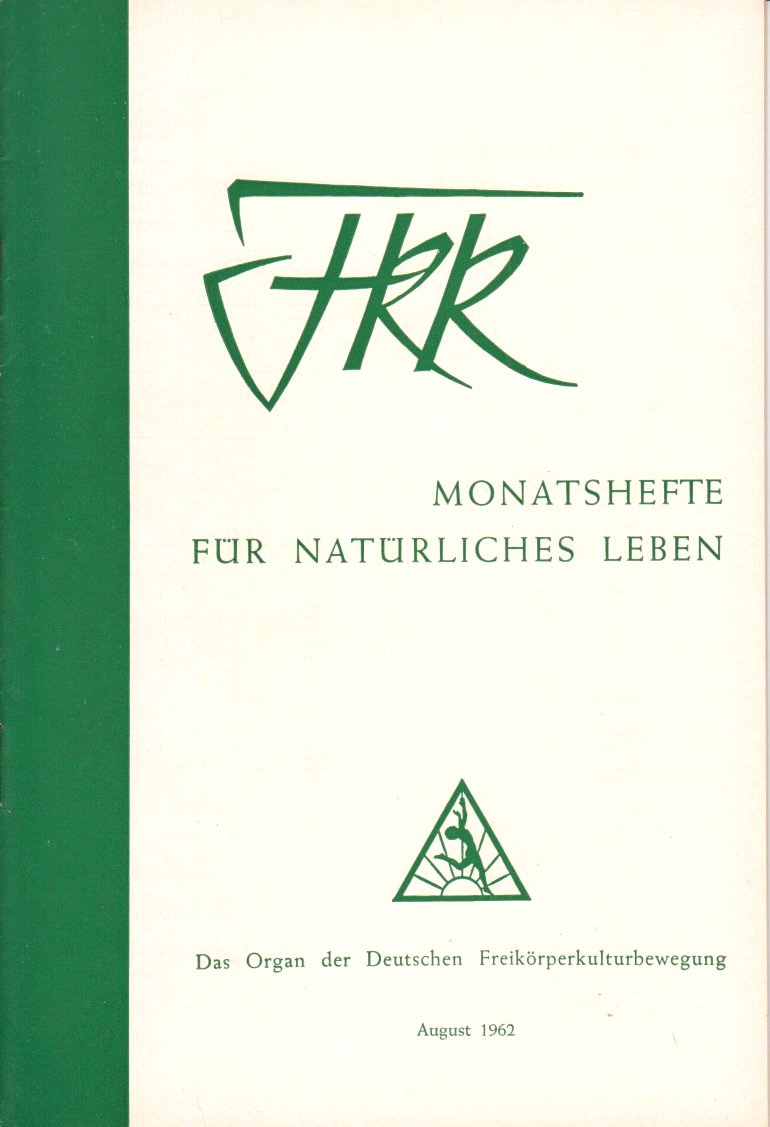 FKK
MONATSHEFTE
FÜR NATÜRLICHES LEBEN
Das Organ der Deutschen Freikörperkulturbewegung
August 1962